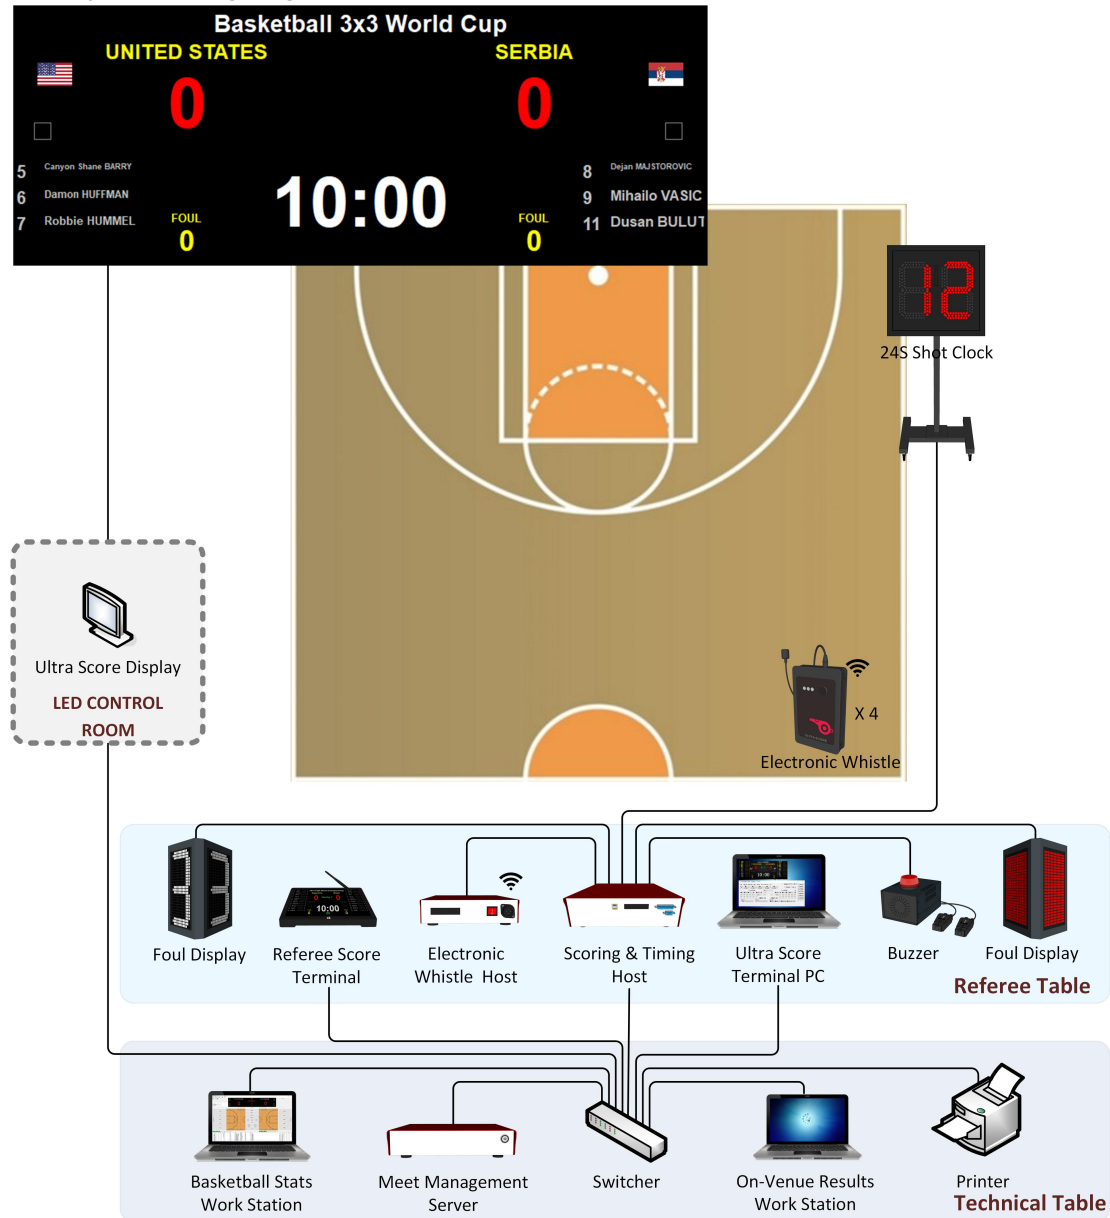 Basketball 3x3 World Cup
UNITED STATES
SERBIA
0
0
5 Canyon Shane BARRY
6 Damon HUFFMAN
7 Robbie HUMMEL
FOUL
0
10:00
8 Dejan MAJSTOROVIC
9 Mihailo VASIC
11 Dusan BULUT
FOUL
0
12
24S Shot Clock
Ultra Score Display
LED CONTROL
ROOM
X 4
Electronic Whistle
10:00
Foul Display
Referee Score
Terminal
Electronic
Whistle Host
Scoring & Timing
Host
Ultra Score
Terminal PC
Buzzer
Foul Display
Referee Table
Basketball Stats
Work Station
Meet Management
Server
Switcher
On-Venue Results
Work Station
Printer
Technical Table